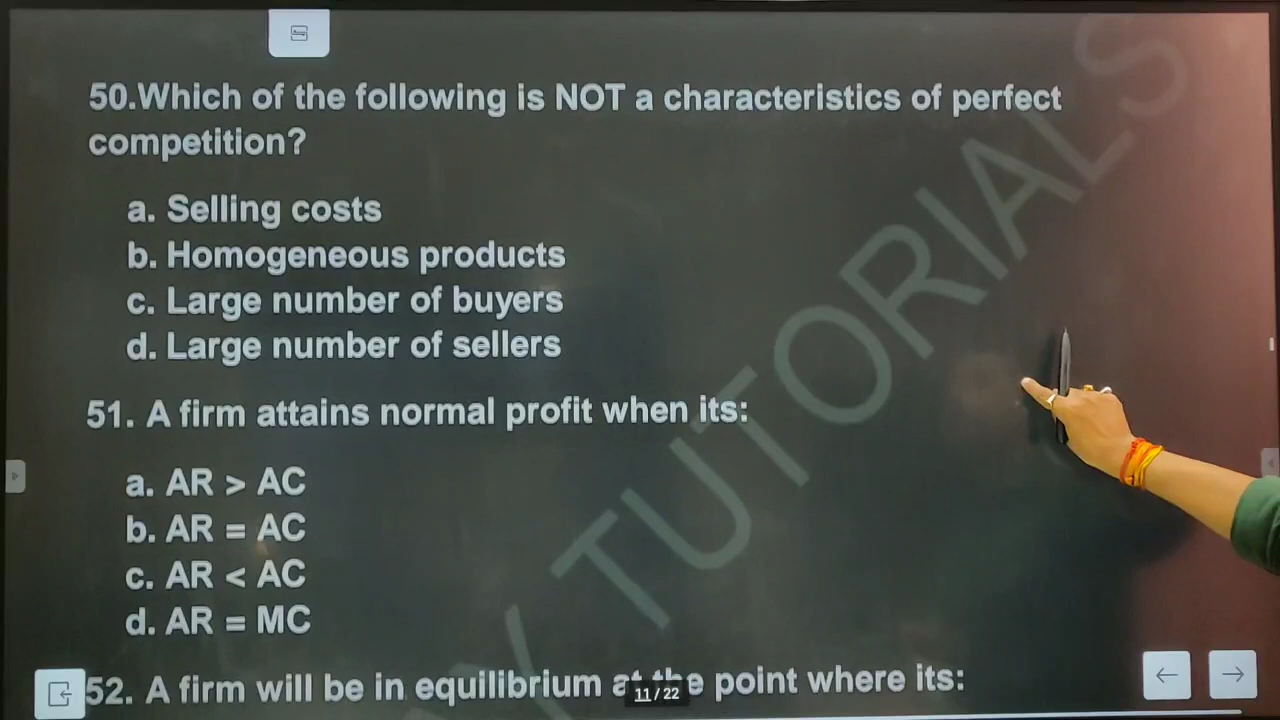 50.Which of the following is NOT a characteristics of perfect
competition?
a. Selling costs
b. Homogeneous products
c. Large number of buyers
d. Large number of sellers
51. A firm attains normal profit when its:
a. AR > AC
b. AR = AC
c. AR < AC
d. AR = MC
52. A firm will be in equilibrium at the point where its:
11/22
Y TUTORIALS